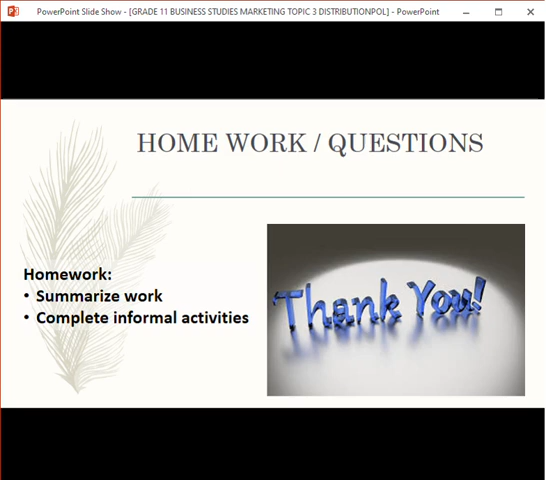 PowerPoint Slide Show - [GRADE 11 BUSINESS STUDIES MARKETING TOPIC 3 DISTRIBUTIONPOL] - PowerPoint
HOME WORK / QUESTIONS
Homework:
• Summarize work
• Complete informal activities
Thank You!